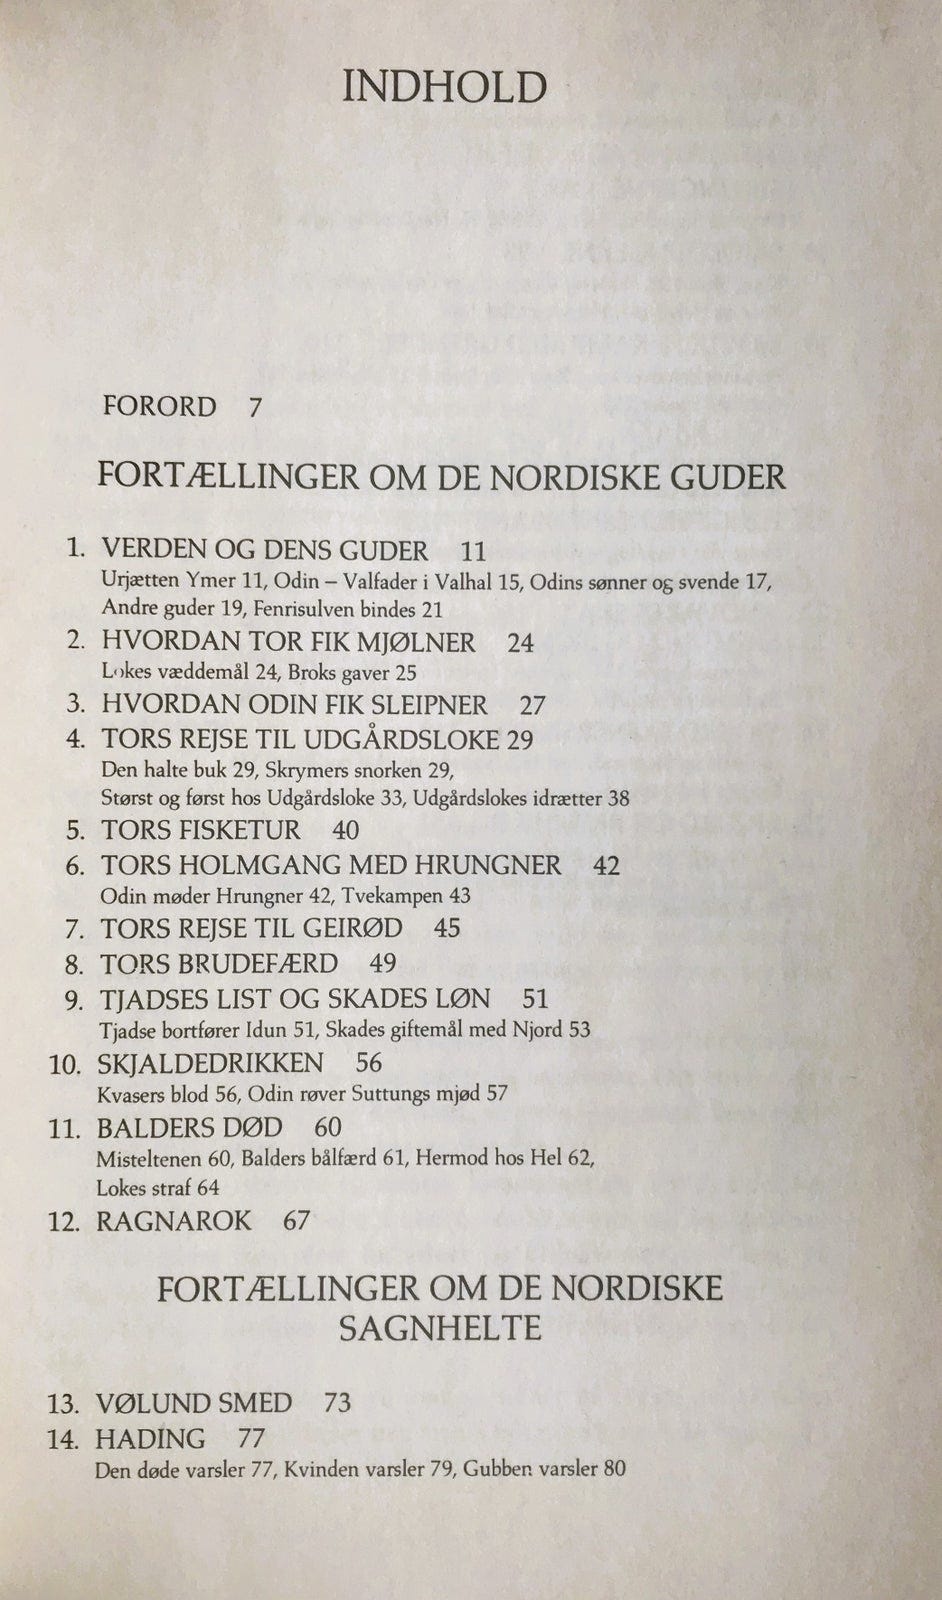 INDHOLD
FORORD 7
FORTÆLLINGER OM DE NORDISKE GUDER
1. VERDEN OG DENS GUDER 11
Urjætten Ymer 11, Odin – Valfader i Valhal 15, Odins sønner og svende 17,
Andre guder 19, Fenrisulven bindes 21
2. HVORDAN TOR FIK MJØLNER 24
Lokes væddemål 24, Broks gaver 25
3. HVORDAN ODIN FIK SLEIPNER 27
4. TORS REJSE TIL UDGÅRDSLOKE 29
Den halte buk 29, Skrymers snorken 29,
Størst og først hos Udgårdsloke 33, Udgårdslokes idrætter 38
5. TORS FISKETUR 40
6. TORS HOLMGANG MED HRUNGNER 42
Odin møder Hrungner 42, Tvekampen 43
7. TORS REJSE TIL GEIRØD 45
8. TORS BRUDEFÆRD 49
9. TJADSES LIST OG SKADES LØN 51
Tjadse bortfører Idun 51, Skades giftemål med Njord 53
10. SKJALDEDRIKKEN 56
Kvasers blod 56, Odin røver Suttungs mjød 57
11. BALDERS DØD 60
Misteltenen 60, Balders bålfærd 61, Hermod hos Hel 62,
Lokes straf 64
12. RAGNAROK 67
FORTÆLLINGER OM DE NORDISKE
SAGNHELTE
13. VØLUND SMED 73
14. HADING 77
Den døde varsler 77, Kvinden varsler 79, Gubben varsler 80